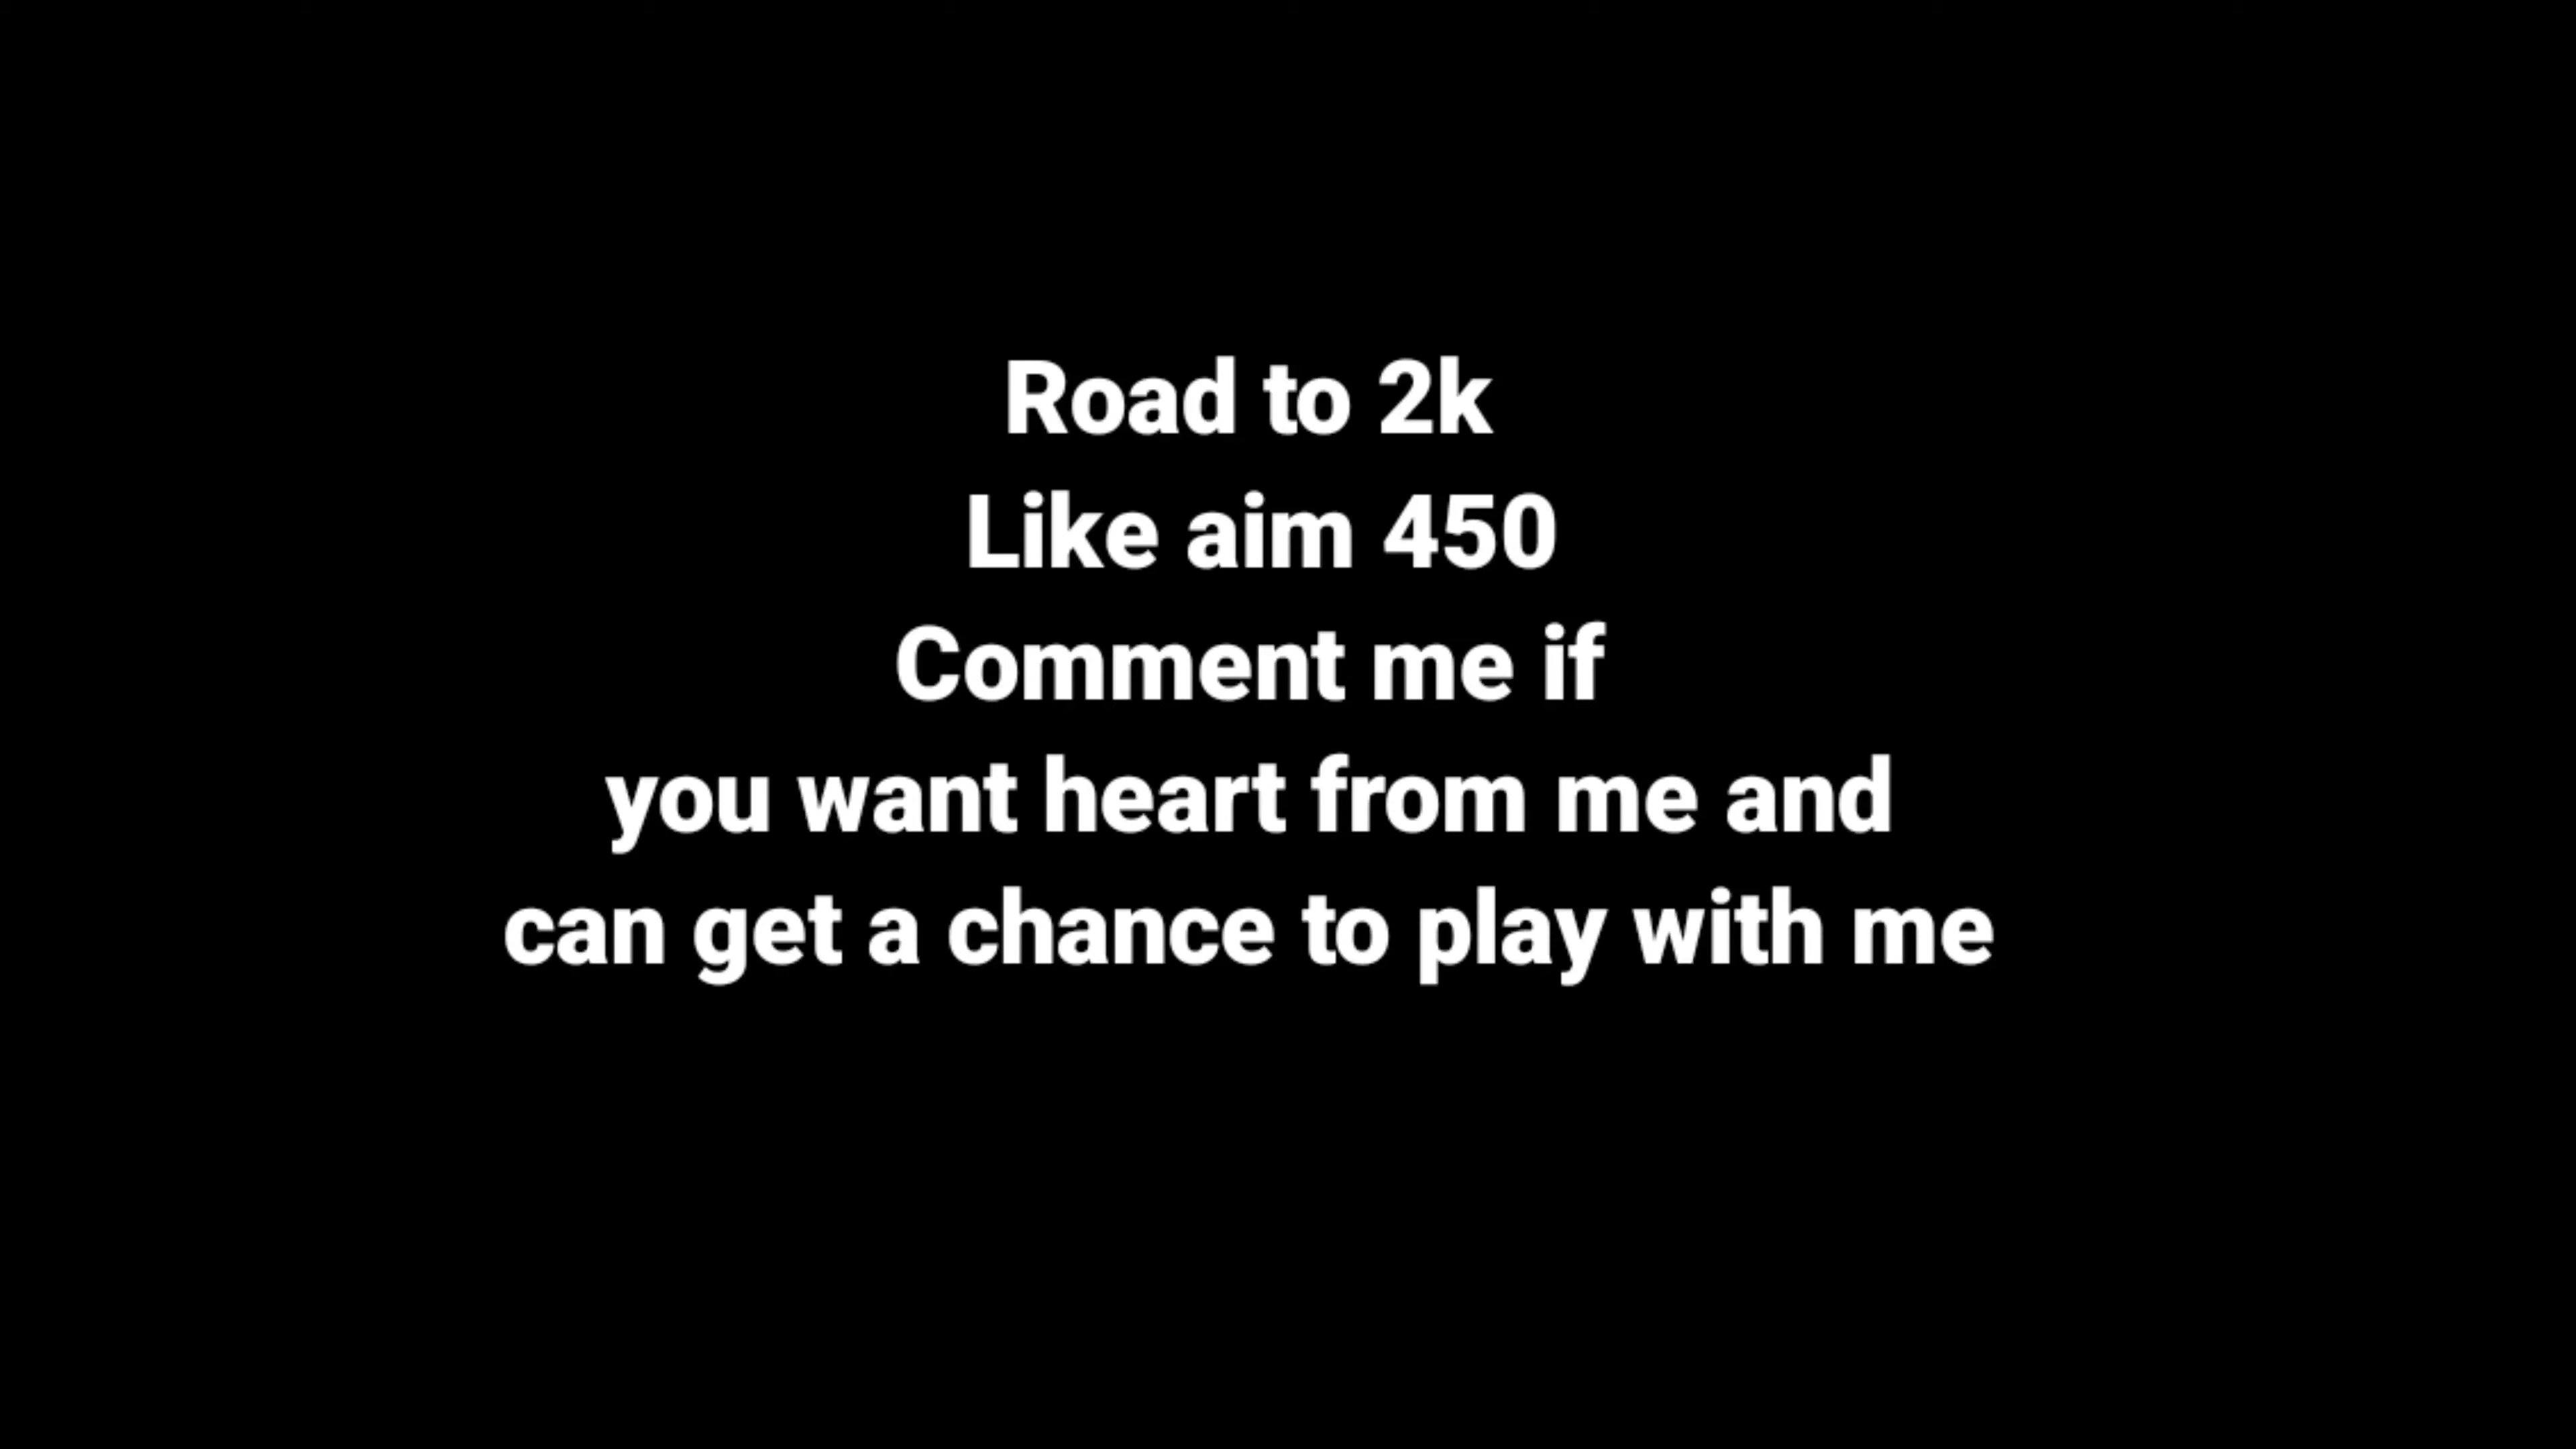 Road to 2k
Like aim 450
Comment me if
you want heart from me and
can get a chance to play with me